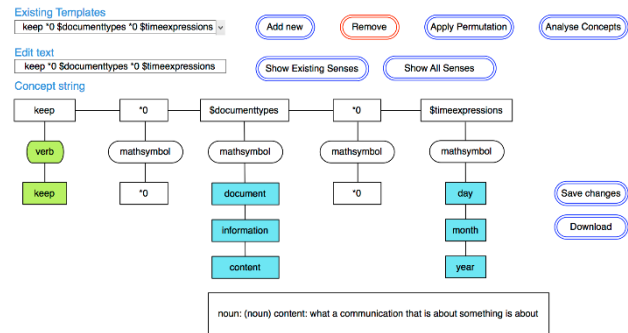 Existing Templates
keep *0 $documenttypes *0 $timeexpressions
Add new
Remove
Apply Permutation
Analyse Concepts
Edit text
keep *0 $documenttypes *0 $timeexpressions
Show Existing Senses
Show All Senses
Concept string
keep
*0
$documenttypes
*0
$timeexpressions
verb
mathsymbol
mathsymbol
mathsymbol
mathsymbol
keep
*0
document
*0
day
Save changes
information
month
Download
content
year
noun: (noun) content: what a communication that is about something is about